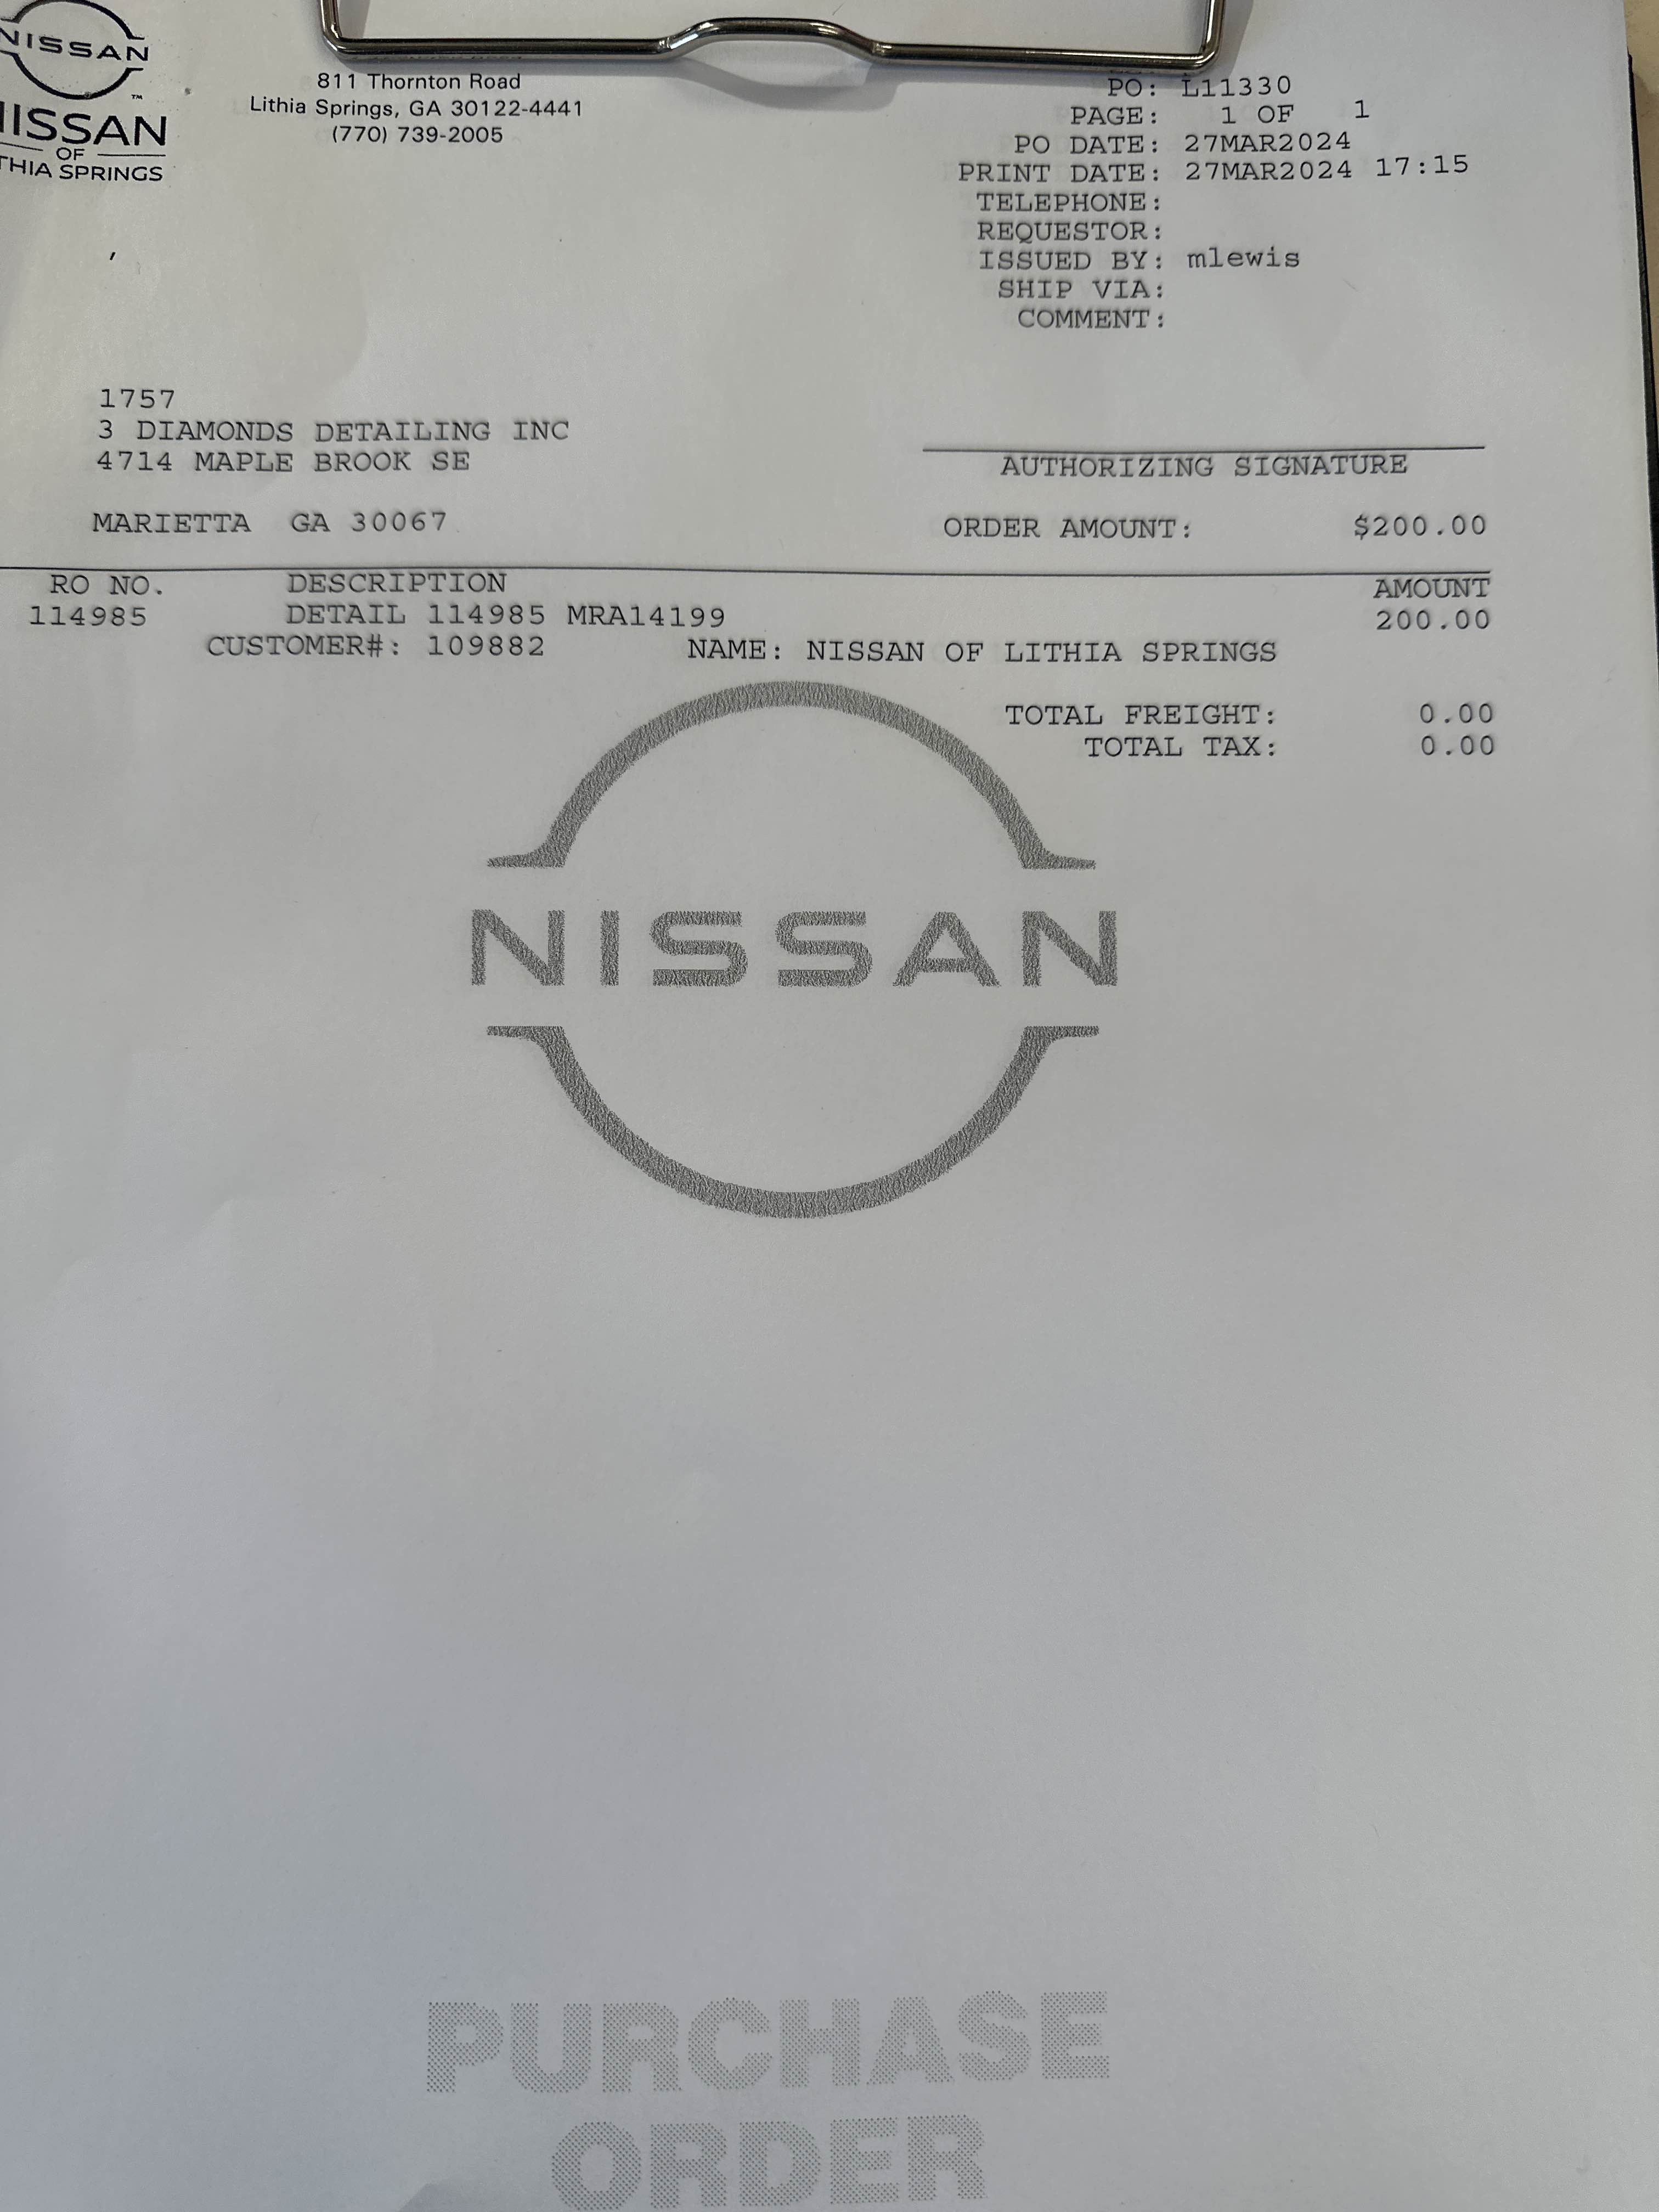 NISSAN
NISSAN
OF
THIA SPRINGS
811 Thornton Road
Lithia Springs, GA 30122-4441
(770) 739-2005
PO: L11330
PAGE: 1 OF 1
PO DATE: 27MAR2024
PRINT DATE: 27MAR2024 17:15
TELEPHONE:
REQUESTOR:
ISSUED BY: mlewis
SHIP VIA:
COMMENT:
1757
3 DIAMONDS DETAILING INC
4714 MAPLE BROOK SE
MARIETTA GA 30067
AUTHORIZING SIGNATURE
ORDER AMOUNT: $200.00
RO NO. DESCRIPTION AMOUNT
114985 DETAIL 114985 MRA14199 200.00
CUSTOMER#: 109882 NAME: NISSAN OF LITHIA SPRINGS
TOTAL FREIGHT: 0.00
TOTAL TAX: 0.00
NISSAN
PURCHASE
ORDER